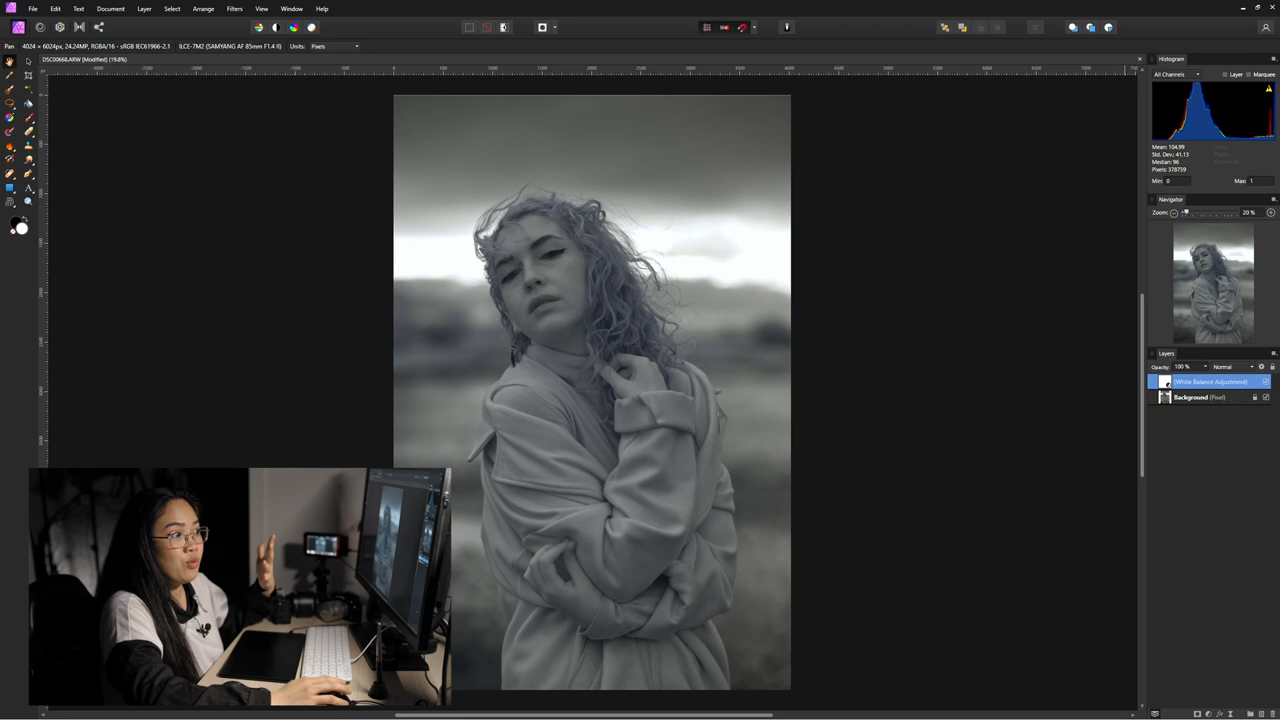 File Edit Text Document Layer Select Arrange Filters View Window Help
Pan 4024 × 6024px, 24.24MP, RGBA/16 - sRGB IEC61966-2.1 ILCE-7M2 (SAMYANG AF 85mm F1.4 II) Units: Pixels
DSC00668.ARW [Modified] (19.8%)
Histogram
All Channels Layer Marquee
Mean: 104.99
Std. Dev.: 41.13
Median: 96
Pixels: 378759
Min: 0 Max: 1
Navigator
Zoom: 20 %
Layers
Opacity: 100 % Normal
(White Balance Adjustment)
Background (Pixel)